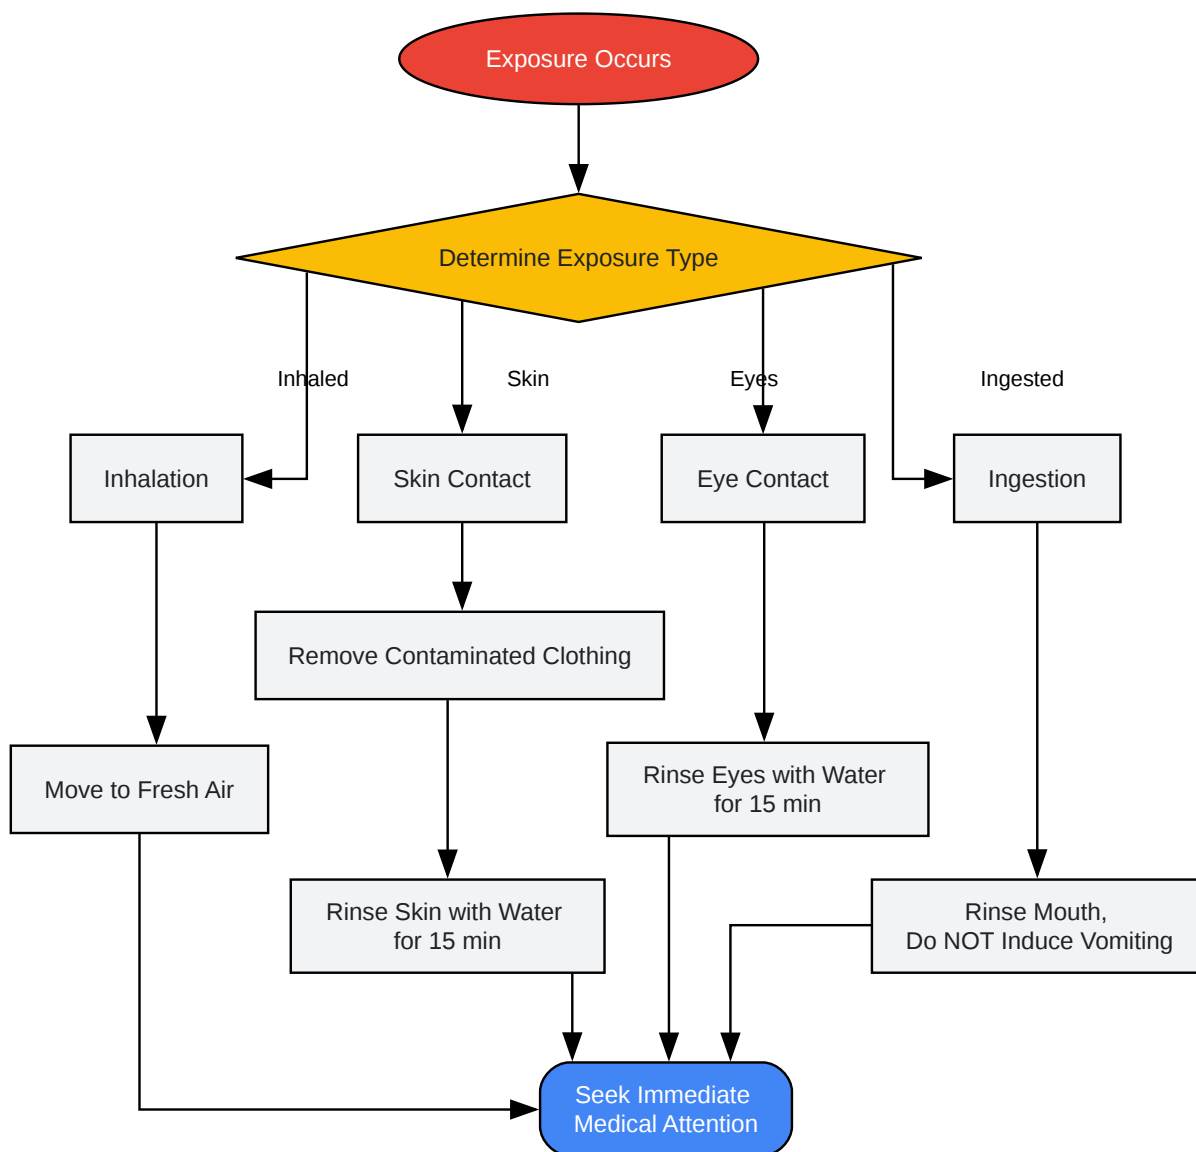 Exposure Occurs
Determine Exposure Type
Inhaled
Skin
Eyes
Ingested
Inhalation
Skin Contact
Eye Contact
Ingestion
Remove Contaminated Clothing
Move to Fresh Air
Rinse Eyes with Water
for 15 min
Rinse Skin with Water
for 15 min
Rinse Mouth,
Do NOT Induce Vomiting
Seek Immediate
Medical Attention